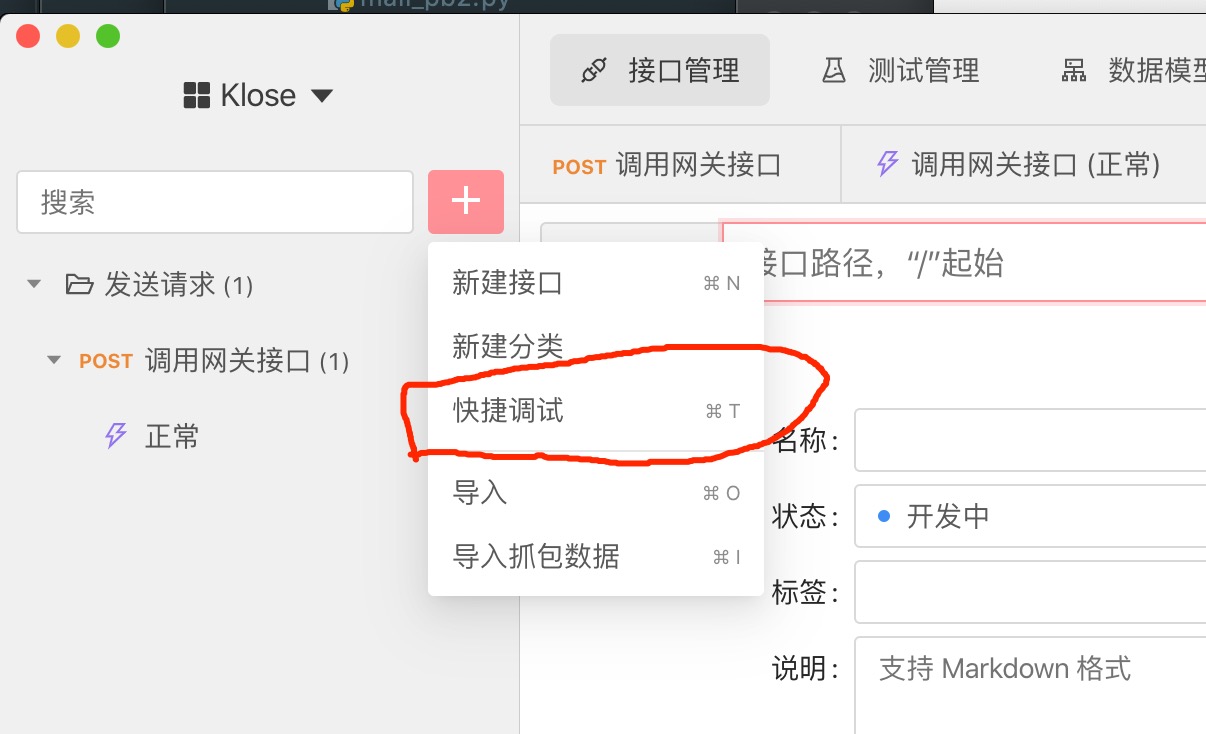 mail_pb2.py
Klose
接口管理
测试管理
数据模型
搜索
POST 调用网关接口
调用网关接口 (正常)
接口路径，“/”起始
发送请求 (1)
POST 调用网关接口 (1)
正常
新建接口 ⌘ N
新建分类
快捷调试 ⌘ T
导入 ⌘ O
导入抓包数据 ⌘ I
名称：
状态： 开发中
标签：
说明： 支持 Markdown 格式